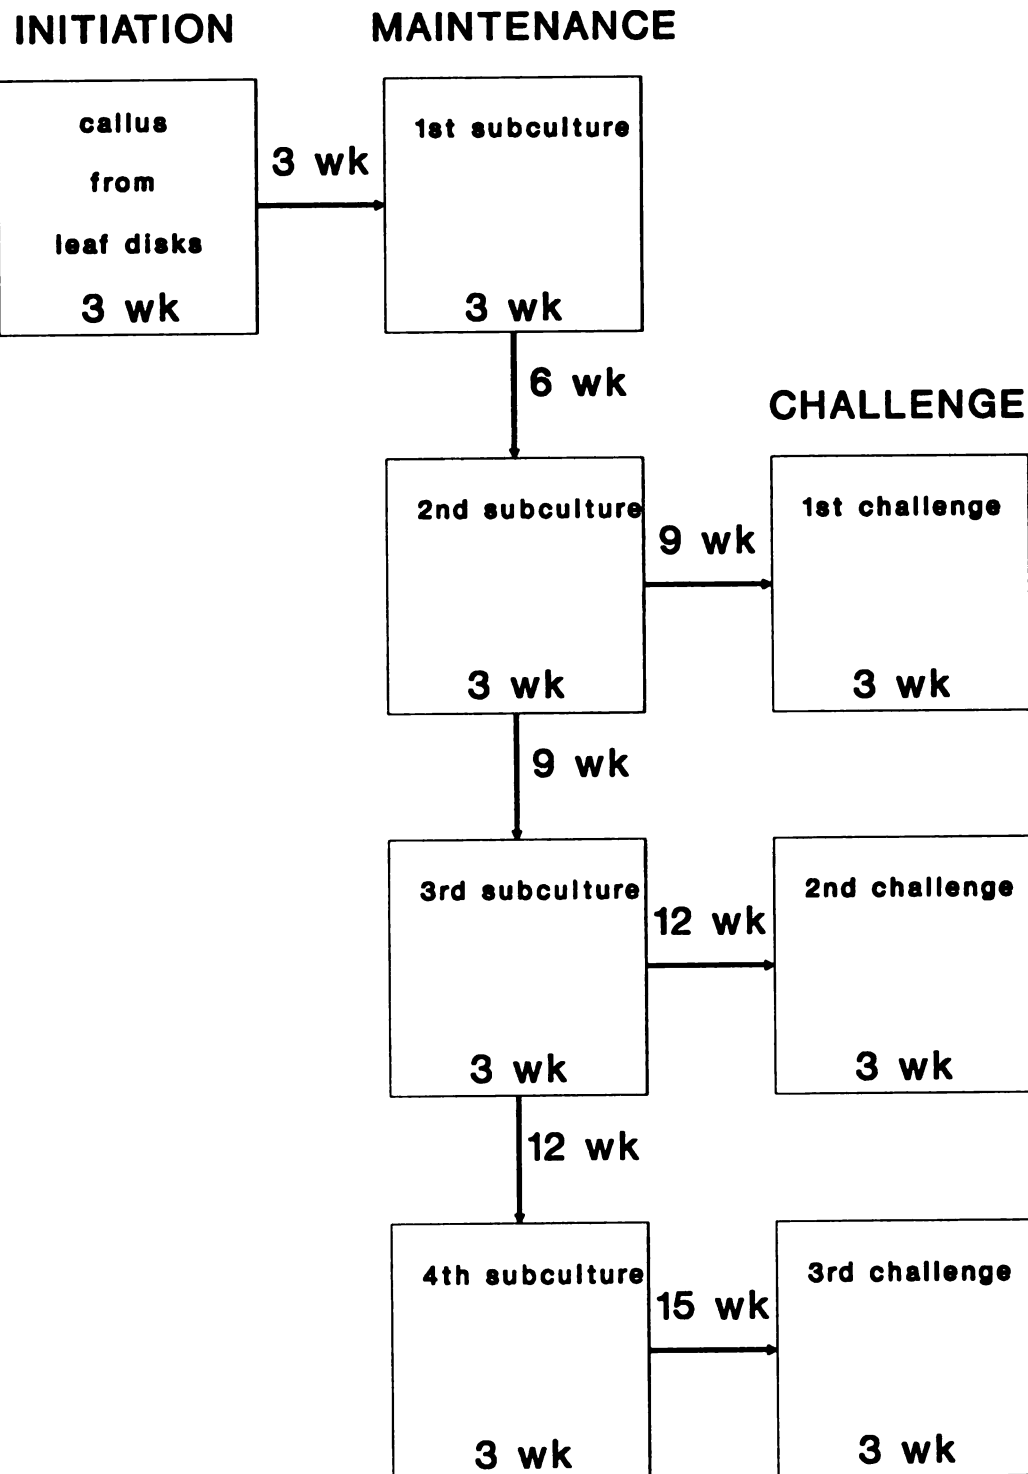 INITIATION
MAINTENANCE
callus
from
leaf disks
3 wk
3 wk
1st subculture
3 wk
6 wk
CHALLENGE
2nd subculture
3 wk
9 wk
1st challenge
3 wk
9 wk
3rd subculture
3 wk
12 wk
2nd challenge
3 wk
12 wk
4th subculture
3 wk
15 wk
3rd challenge
3 wk